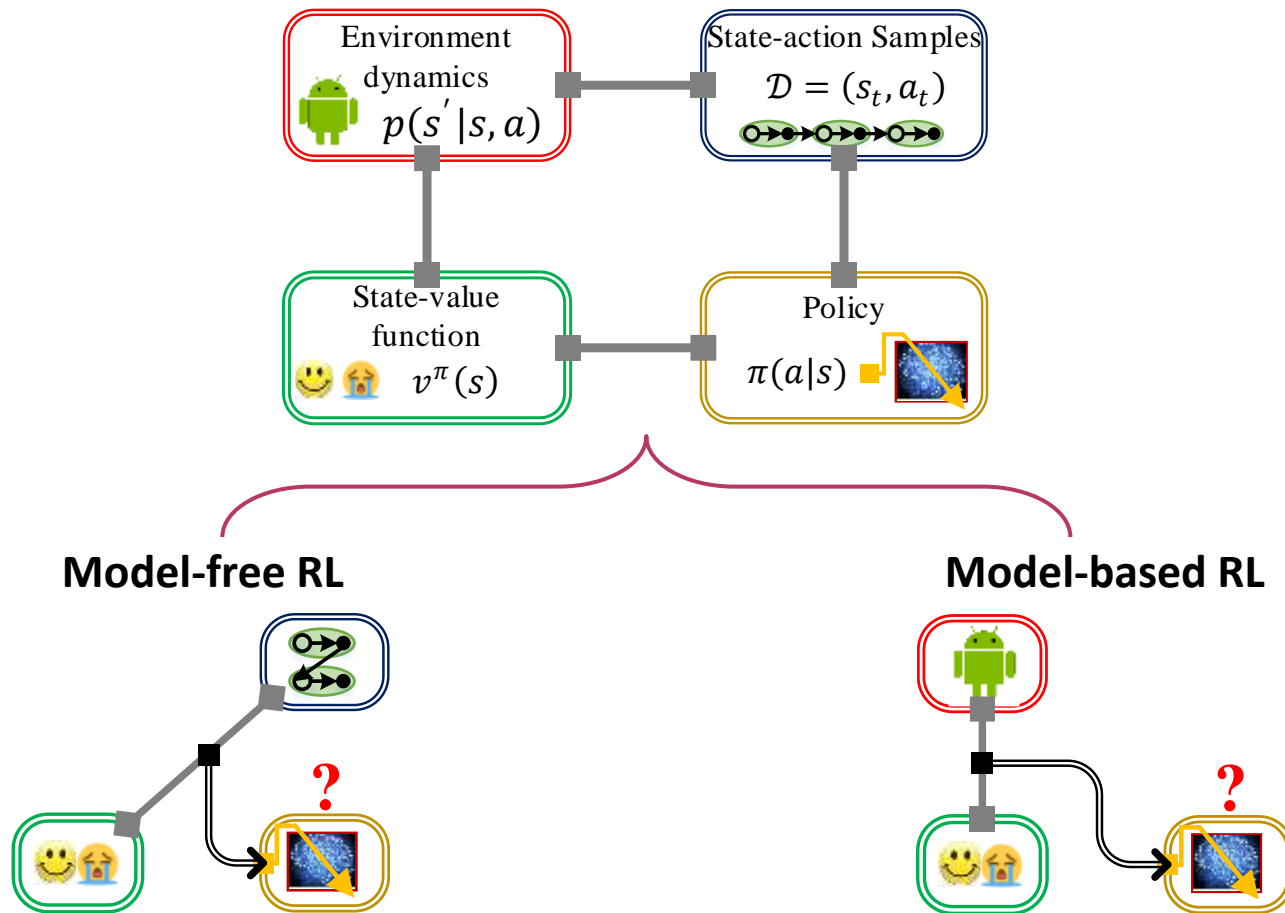 Environment
dynamics
p(s′|s, a)
State-action Samples
𝒟 = (s_t, a_t)
State-value
function
v^π(s)
Policy
π(a|s)
Model-free RL
Model-based RL
?
?